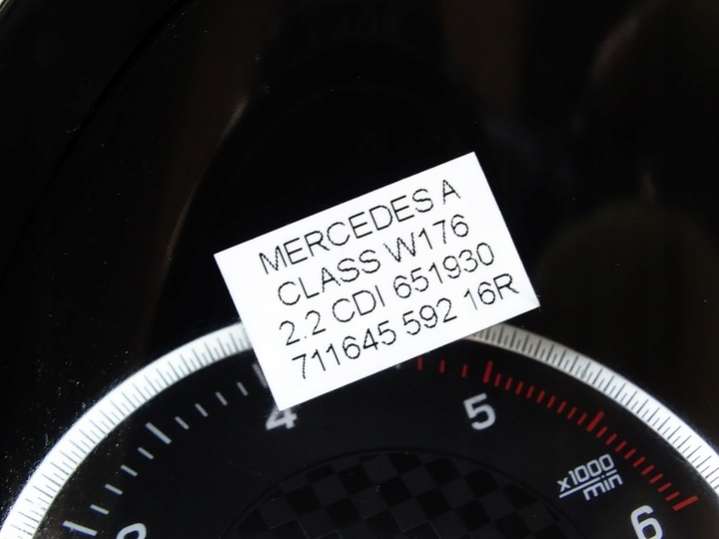 MERCEDES A
CLASS W176
2.2 CDI 651930
711645 592 16R
4
5
x1000
min
6